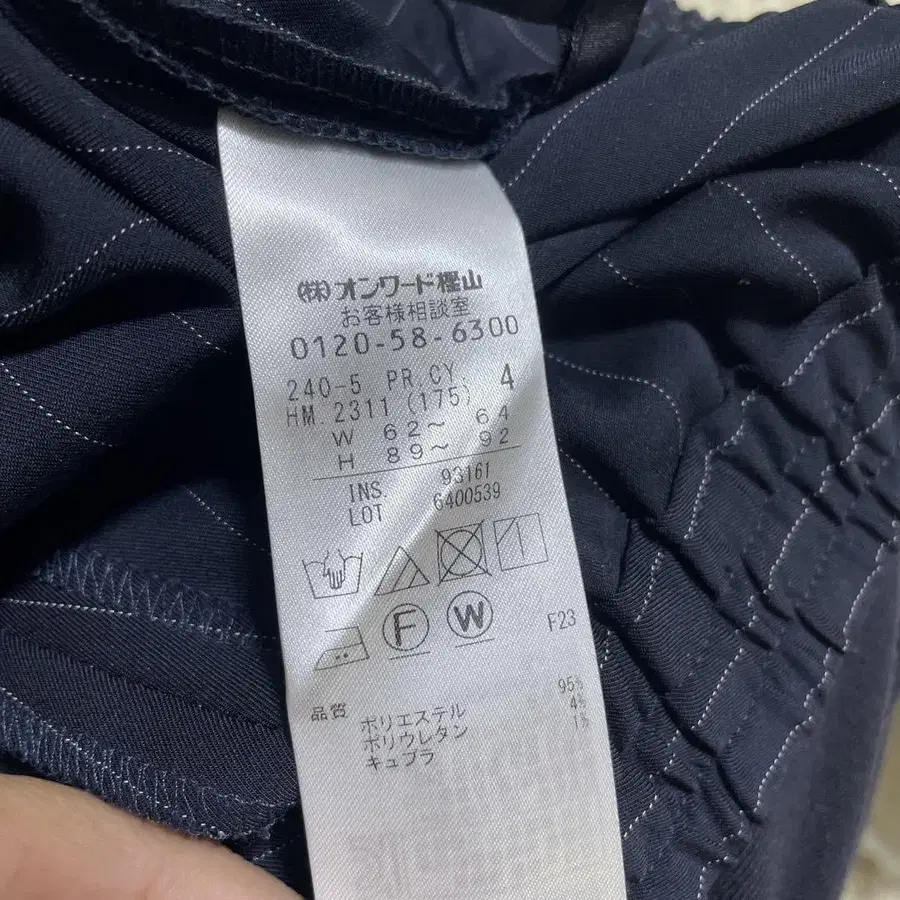 (株)オンワード樫山
お客様相談室
0120-58-6300
240-5 PR,CY 4
HM.2311 (175)
W 62～ 64
H 89～ 92
INS. 93161
LOT 6400539
F W F23
品質 ポリエステル 95%
ポリウレタン 4%
キュプラ 1%